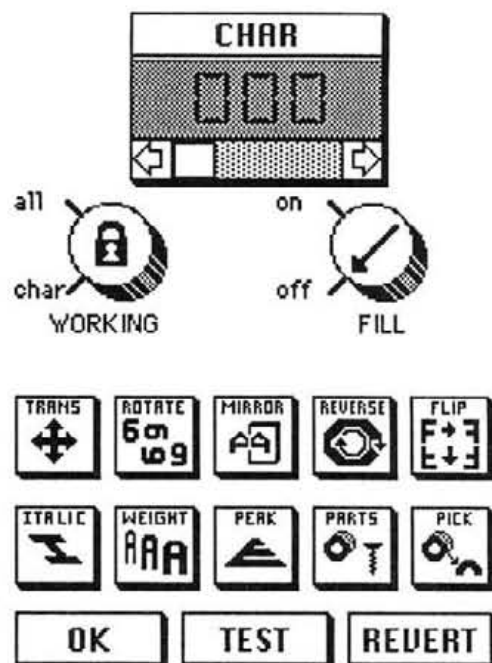 CHAR
000
all on
char off
WORKING FILL
TRANS ROTATE MIRROR REVERSE FLIP
ITALIC WEIGHT PEAK PARTS PICK
OK TEST REVERT